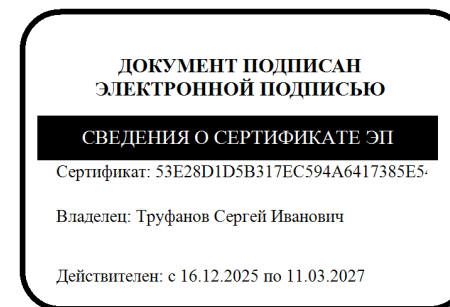 ДОКУМЕНТ ПОДПИСАН
ЭЛЕКТРОННОЙ ПОДПИСЬЮ
СВЕДЕНИЯ О СЕРТИФИКАТЕ ЭП
Сертификат: 53E28D1D5B317EC594A6417385E5
Владелец: Труфанов Сергей Иванович
Действителен: с 16.12.2025 по 11.03.2027